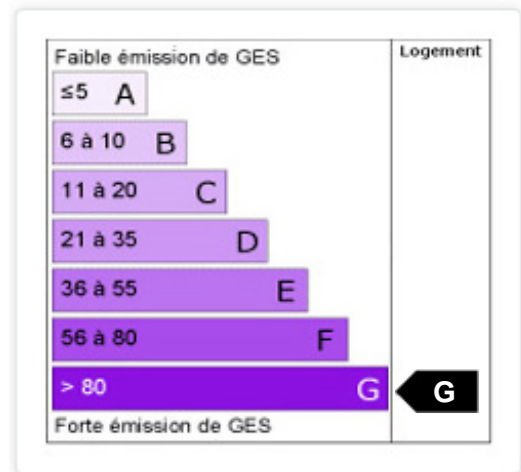 Faible émission de GES
Logement
≤5 A
6 à 10 B
11 à 20 C
21 à 35 D
36 à 55 E
56 à 80 F
> 80 G
G
Forte émission de GES